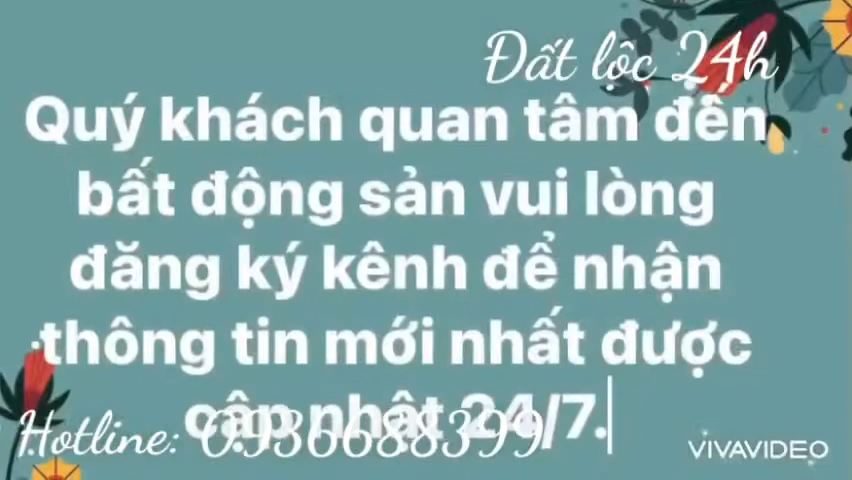 Đất lộc 24h
Quý khách quan tâm đến
bất động sản vui lòng
đăng ký kênh để nhận
thông tin mới nhất được
cập nhật 24/7.
Hotline: 0936688399
VIVAVIDEO